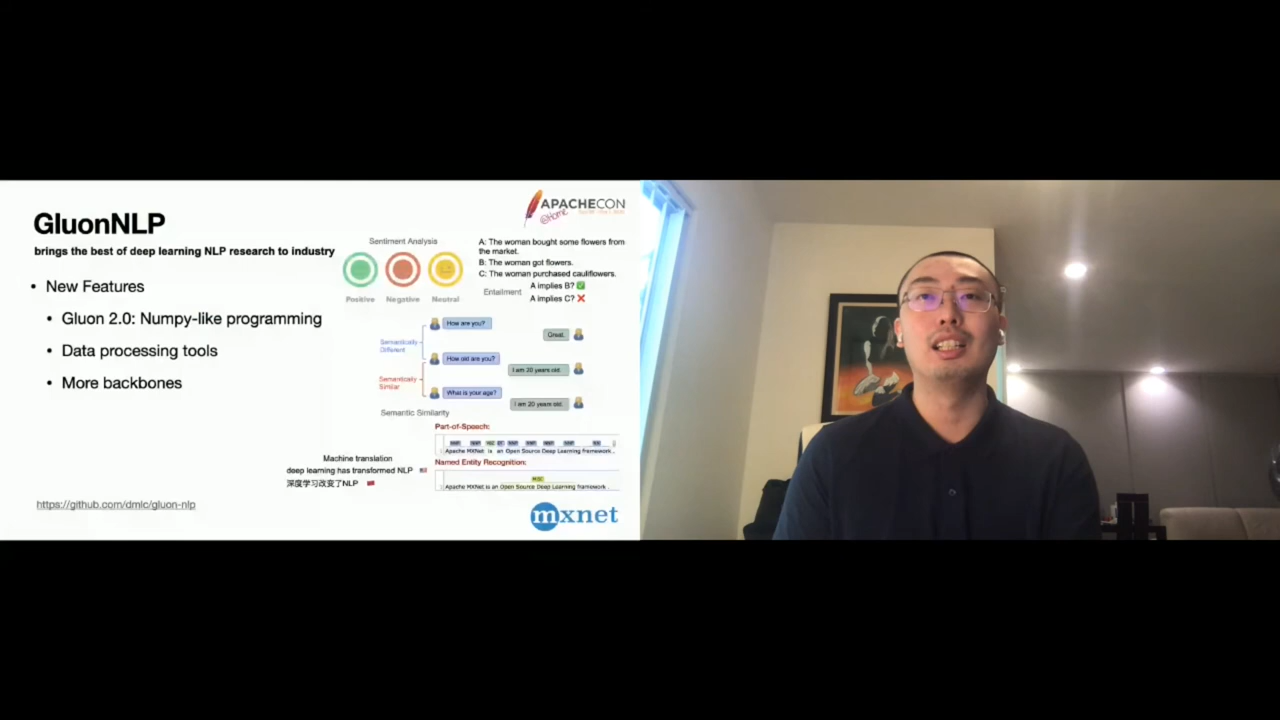 GluonNLP
brings the best of deep learning NLP research to industry
• New Features
• Gluon 2.0: Numpy-like programming
• Data processing tools
• More backbones
https://github.com/dmlc/gluon-nlp
APACHECON
@Home
Sentiment Analysis
Positive Negative Neutral
A: The woman bought some flowers from
the market.
B: The woman got flowers.
C: The woman purchased cauliflowers.
Entailment
A implies B?
A implies C?
How are you?
Great.
Semantically
Different
How old are you?
I am 20 years old.
Semantically
Similar
What is your age?
I am 20 years old.
Semantic Similarity
Part-of-Speech:
Apache MXNet is an Open Source Deep Learning framework .
Machine translation
deep learning has transformed NLP
深度学习改变了NLP
Named Entity Recognition:
MISC
Apache MXNet is an Open Source Deep Learning framework .
mxnet